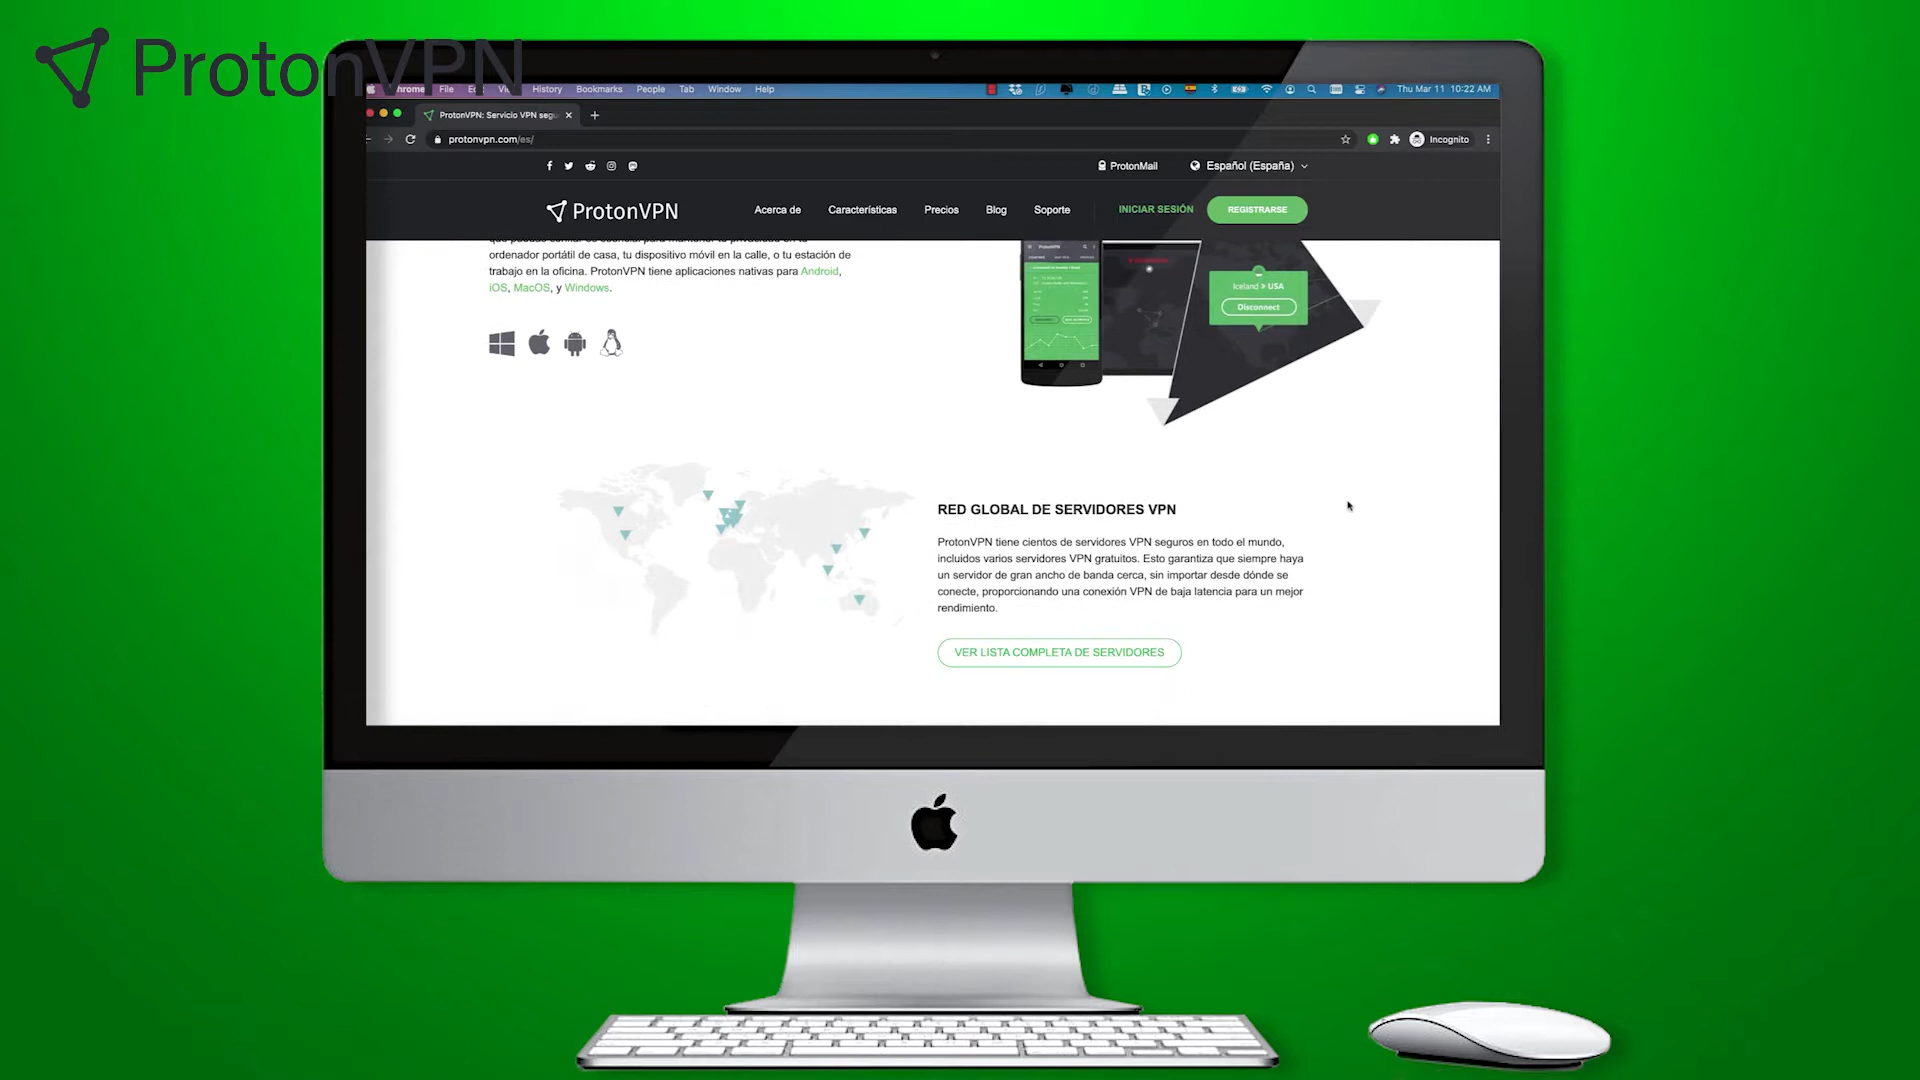 ProtonVPN
File
View
History
Bookmarks
People
Tab
Window
Help
Thu Mar 11 10:22 AM
ProtonVPN: Servicio VPN segu
protonvpn.com/es/
Incognito
ProtonMail
Español (España)
ProtonVPN
Acerca de
Características
Precios
Blog
Soporte
INICIAR SESIÓN
REGISTRARSE
ordenador portátil de casa, tu dispositivo móvil en la calle, o tu estación de
trabajo en la oficina. ProtonVPN tiene aplicaciones nativas para Android,
iOS, MacOS, y Windows.
ProtonVPN
Iceland > USA
Disconnect
RED GLOBAL DE SERVIDORES VPN
ProtonVPN tiene cientos de servidores VPN seguros en todo el mundo,
incluidos varios servidores VPN gratuitos. Esto garantiza que siempre haya
un servidor de gran ancho de banda cerca, sin importar desde dónde se
conecte, proporcionando una conexión VPN de baja latencia para un mejor
rendimiento.
VER LISTA COMPLETA DE SERVIDORES